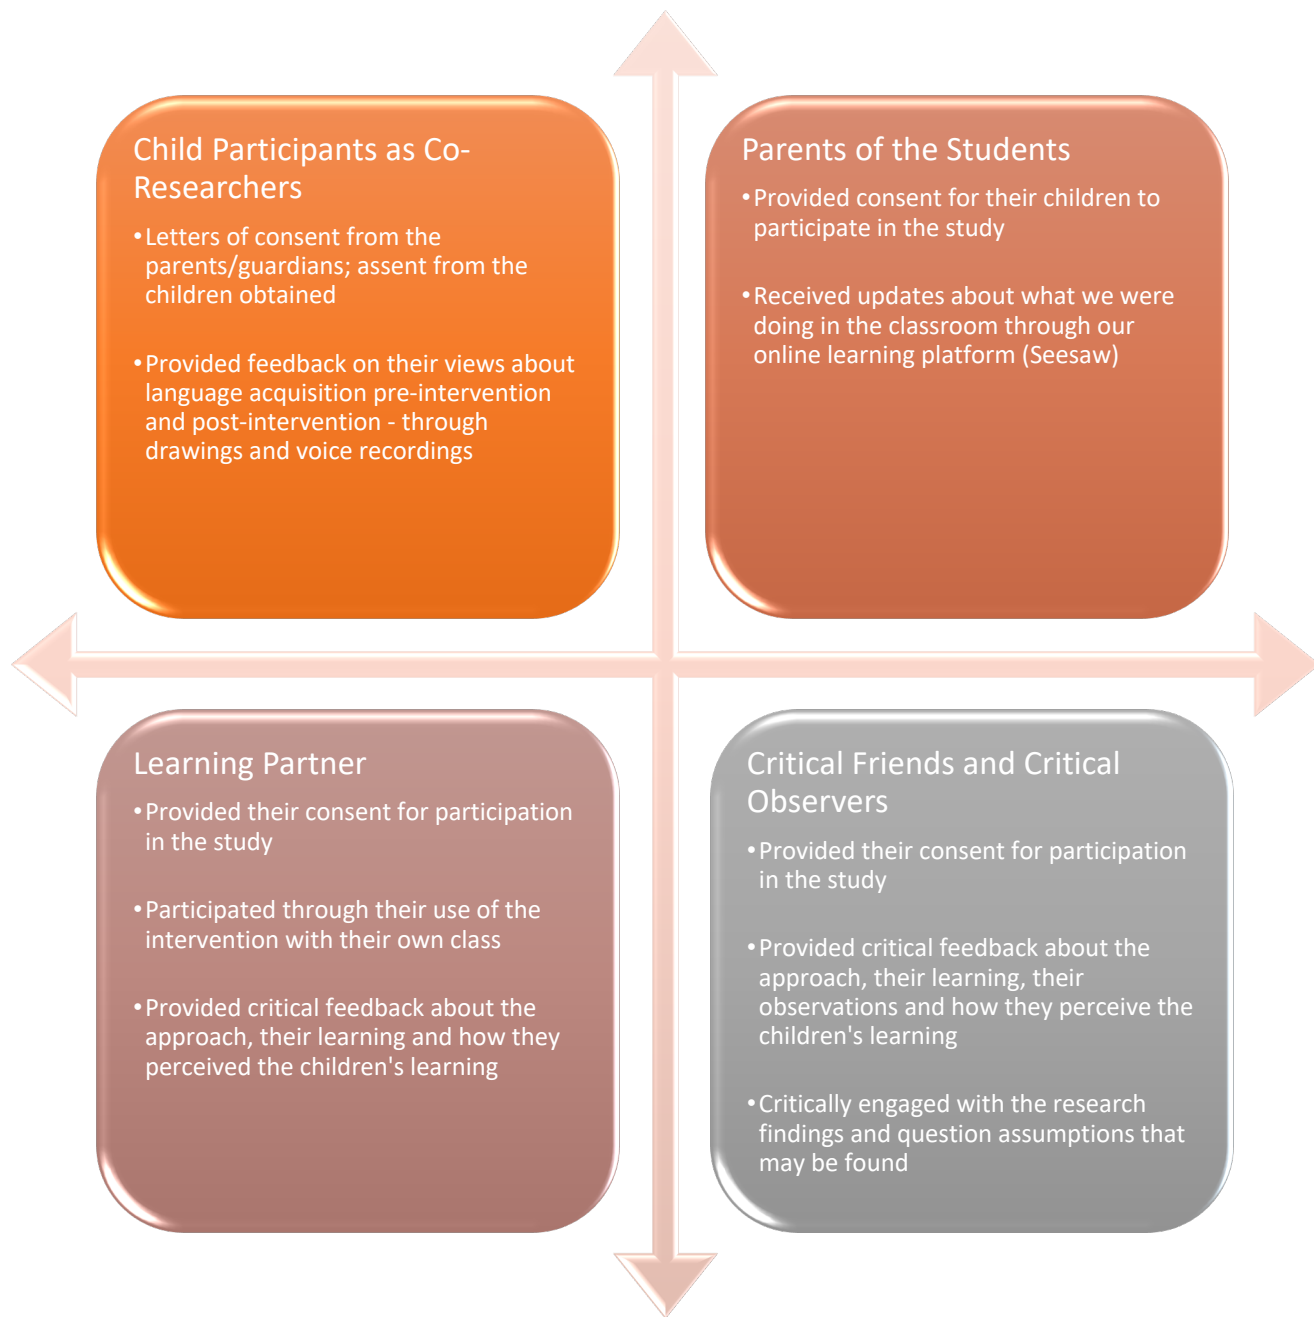 Child Participants as Co-
Researchers
•Letters of consent from the
parents/guardians; assent from the
children obtained
•Provided feedback on their views about
language acquisition pre-intervention
and post-intervention - through
drawings and voice recordings
Parents of the Students
•Provided consent for their children to
participate in the study
•Received updates about what we were
doing in the classroom through our
online learning platform (Seesaw)
Learning Partner
•Provided their consent for participation
in the study
•Participated through their use of the
intervention with their own class
•Provided critical feedback about the
approach, their learning and how they
perceived the children's learning
Critical Friends and Critical
Observers
•Provided their consent for participation
in the study
•Provided critical feedback about the
approach, their learning, their
observations and how they perceive the
children's learning
•Critically engaged with the research
findings and question assumptions that
may be found